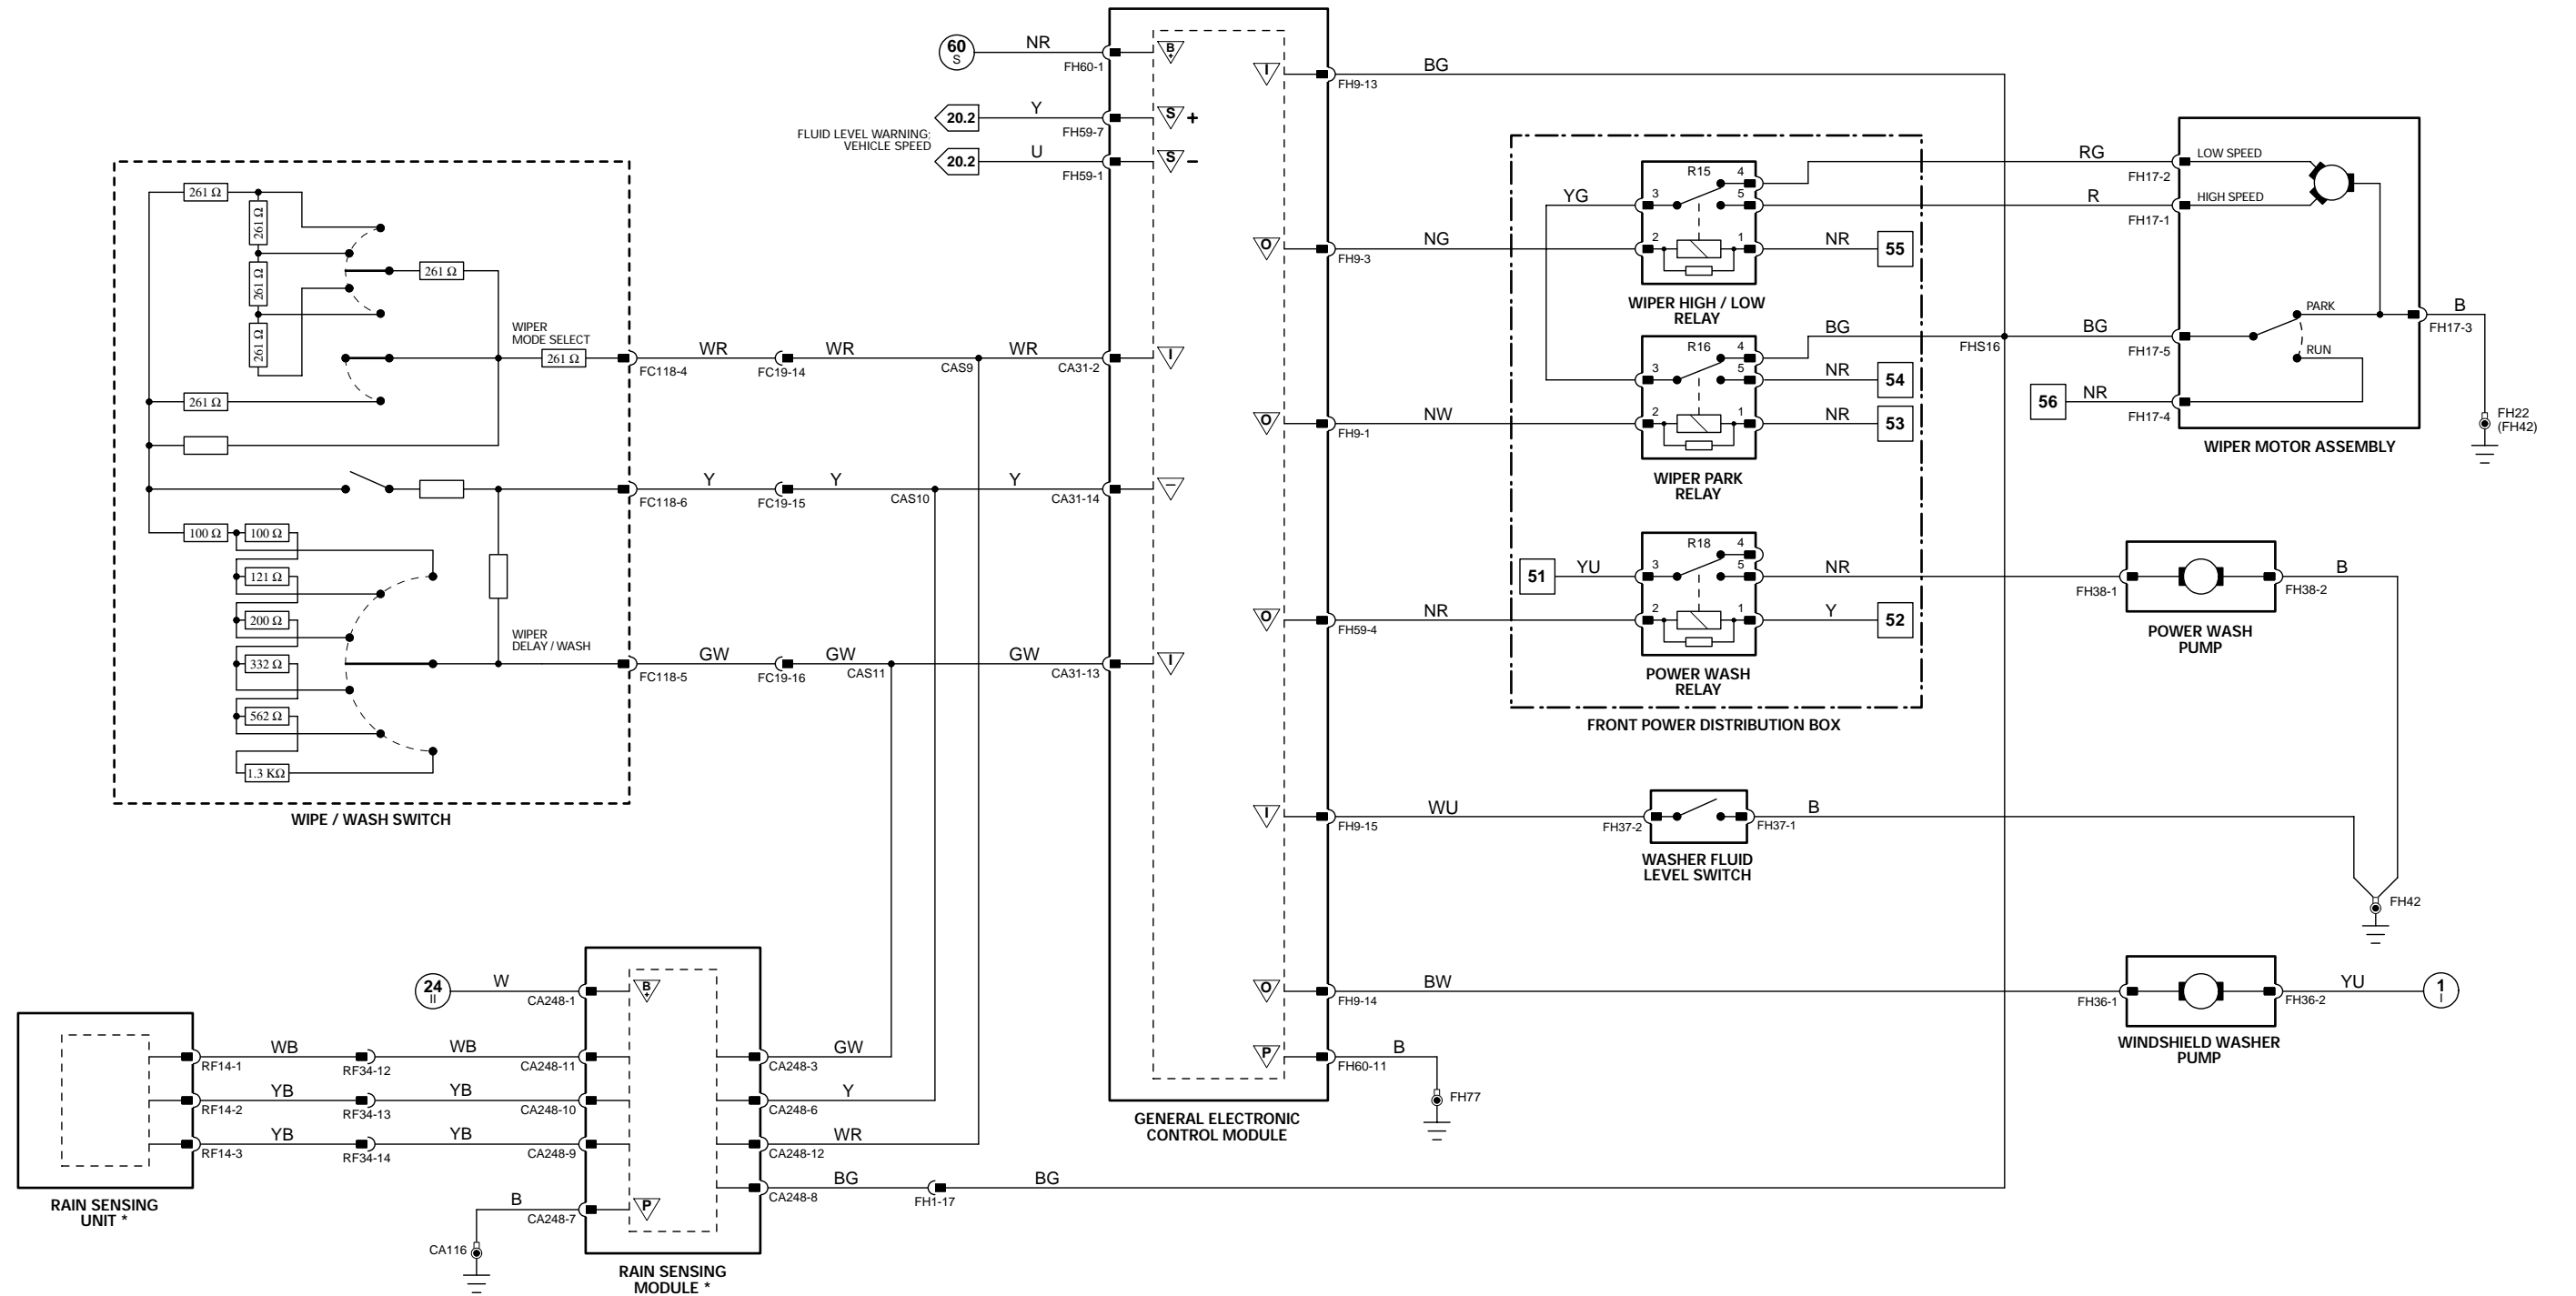 60
S
NR
FH60-1
B
+
I
FH9-13
BG
20.2
Y
FH59-7
S
+
FLUID LEVEL WARNING;
VEHICLE SPEED
20.2
U
FH59-1
S
–
O
FH9-3
NG
WR
CA31-2
I
O
FH9-1
NW
Y
CA31-14
–
O
FH59-4
NR
GW
CA31-13
I
I
FH9-15
WU
O
FH9-14
BW
P
FH60-11
B
FH77
GENERAL ELECTRONIC
CONTROL MODULE
261 Ω
261 Ω
261 Ω
261 Ω
261 Ω
WIPER
MODE SELECT
261 Ω
261 Ω
FC118-4
WR
FC19-14
WR
CAS9
FC118-6
Y
FC19-15
Y
CAS10
100 Ω
100 Ω
121 Ω
200 Ω
332 Ω
562 Ω
1.3 KΩ
WIPER
DELAY / WASH
FC118-5
GW
FC19-16
GW
CAS11
WIPE / WASH SWITCH
YG
R15
3
4
5
2
1
NR
55
WIPER HIGH / LOW
RELAY
R16
3
4
5
2
1
BG
NR
54
NR
53
WIPER PARK
RELAY
51
YU
R18
3
4
5
2
1
NR
Y
52
POWER WASH
RELAY
FRONT POWER DISTRIBUTION BOX
FHS16
RG
FH17-2
LOW SPEED
R
FH17-1
HIGH SPEED
BG
FH17-5
PARK
RUN
56
NR
FH17-4
B
FH17-3
FH22
(FH42)
WIPER MOTOR ASSEMBLY
FH38-1
FH38-2
B
POWER WASH
PUMP
FH37-2
FH37-1
B
WASHER FLUID
LEVEL SWITCH
FH42
FH36-1
FH36-2
YU
1
I
WINDSHIELD WASHER
PUMP
24
II
W
CA248-1
B
+
RF14-1
WB
RF34-12
WB
CA248-11
RF14-2
YB
RF34-13
YB
CA248-10
RF14-3
YB
RF34-14
YB
CA248-9
RAIN SENSING
UNIT *
B
CA248-7
P
CA116
CA248-3
GW
CA248-6
Y
CA248-12
WR
CA248-8
BG
FH1-17
BG
RAIN SENSING
MODULE *